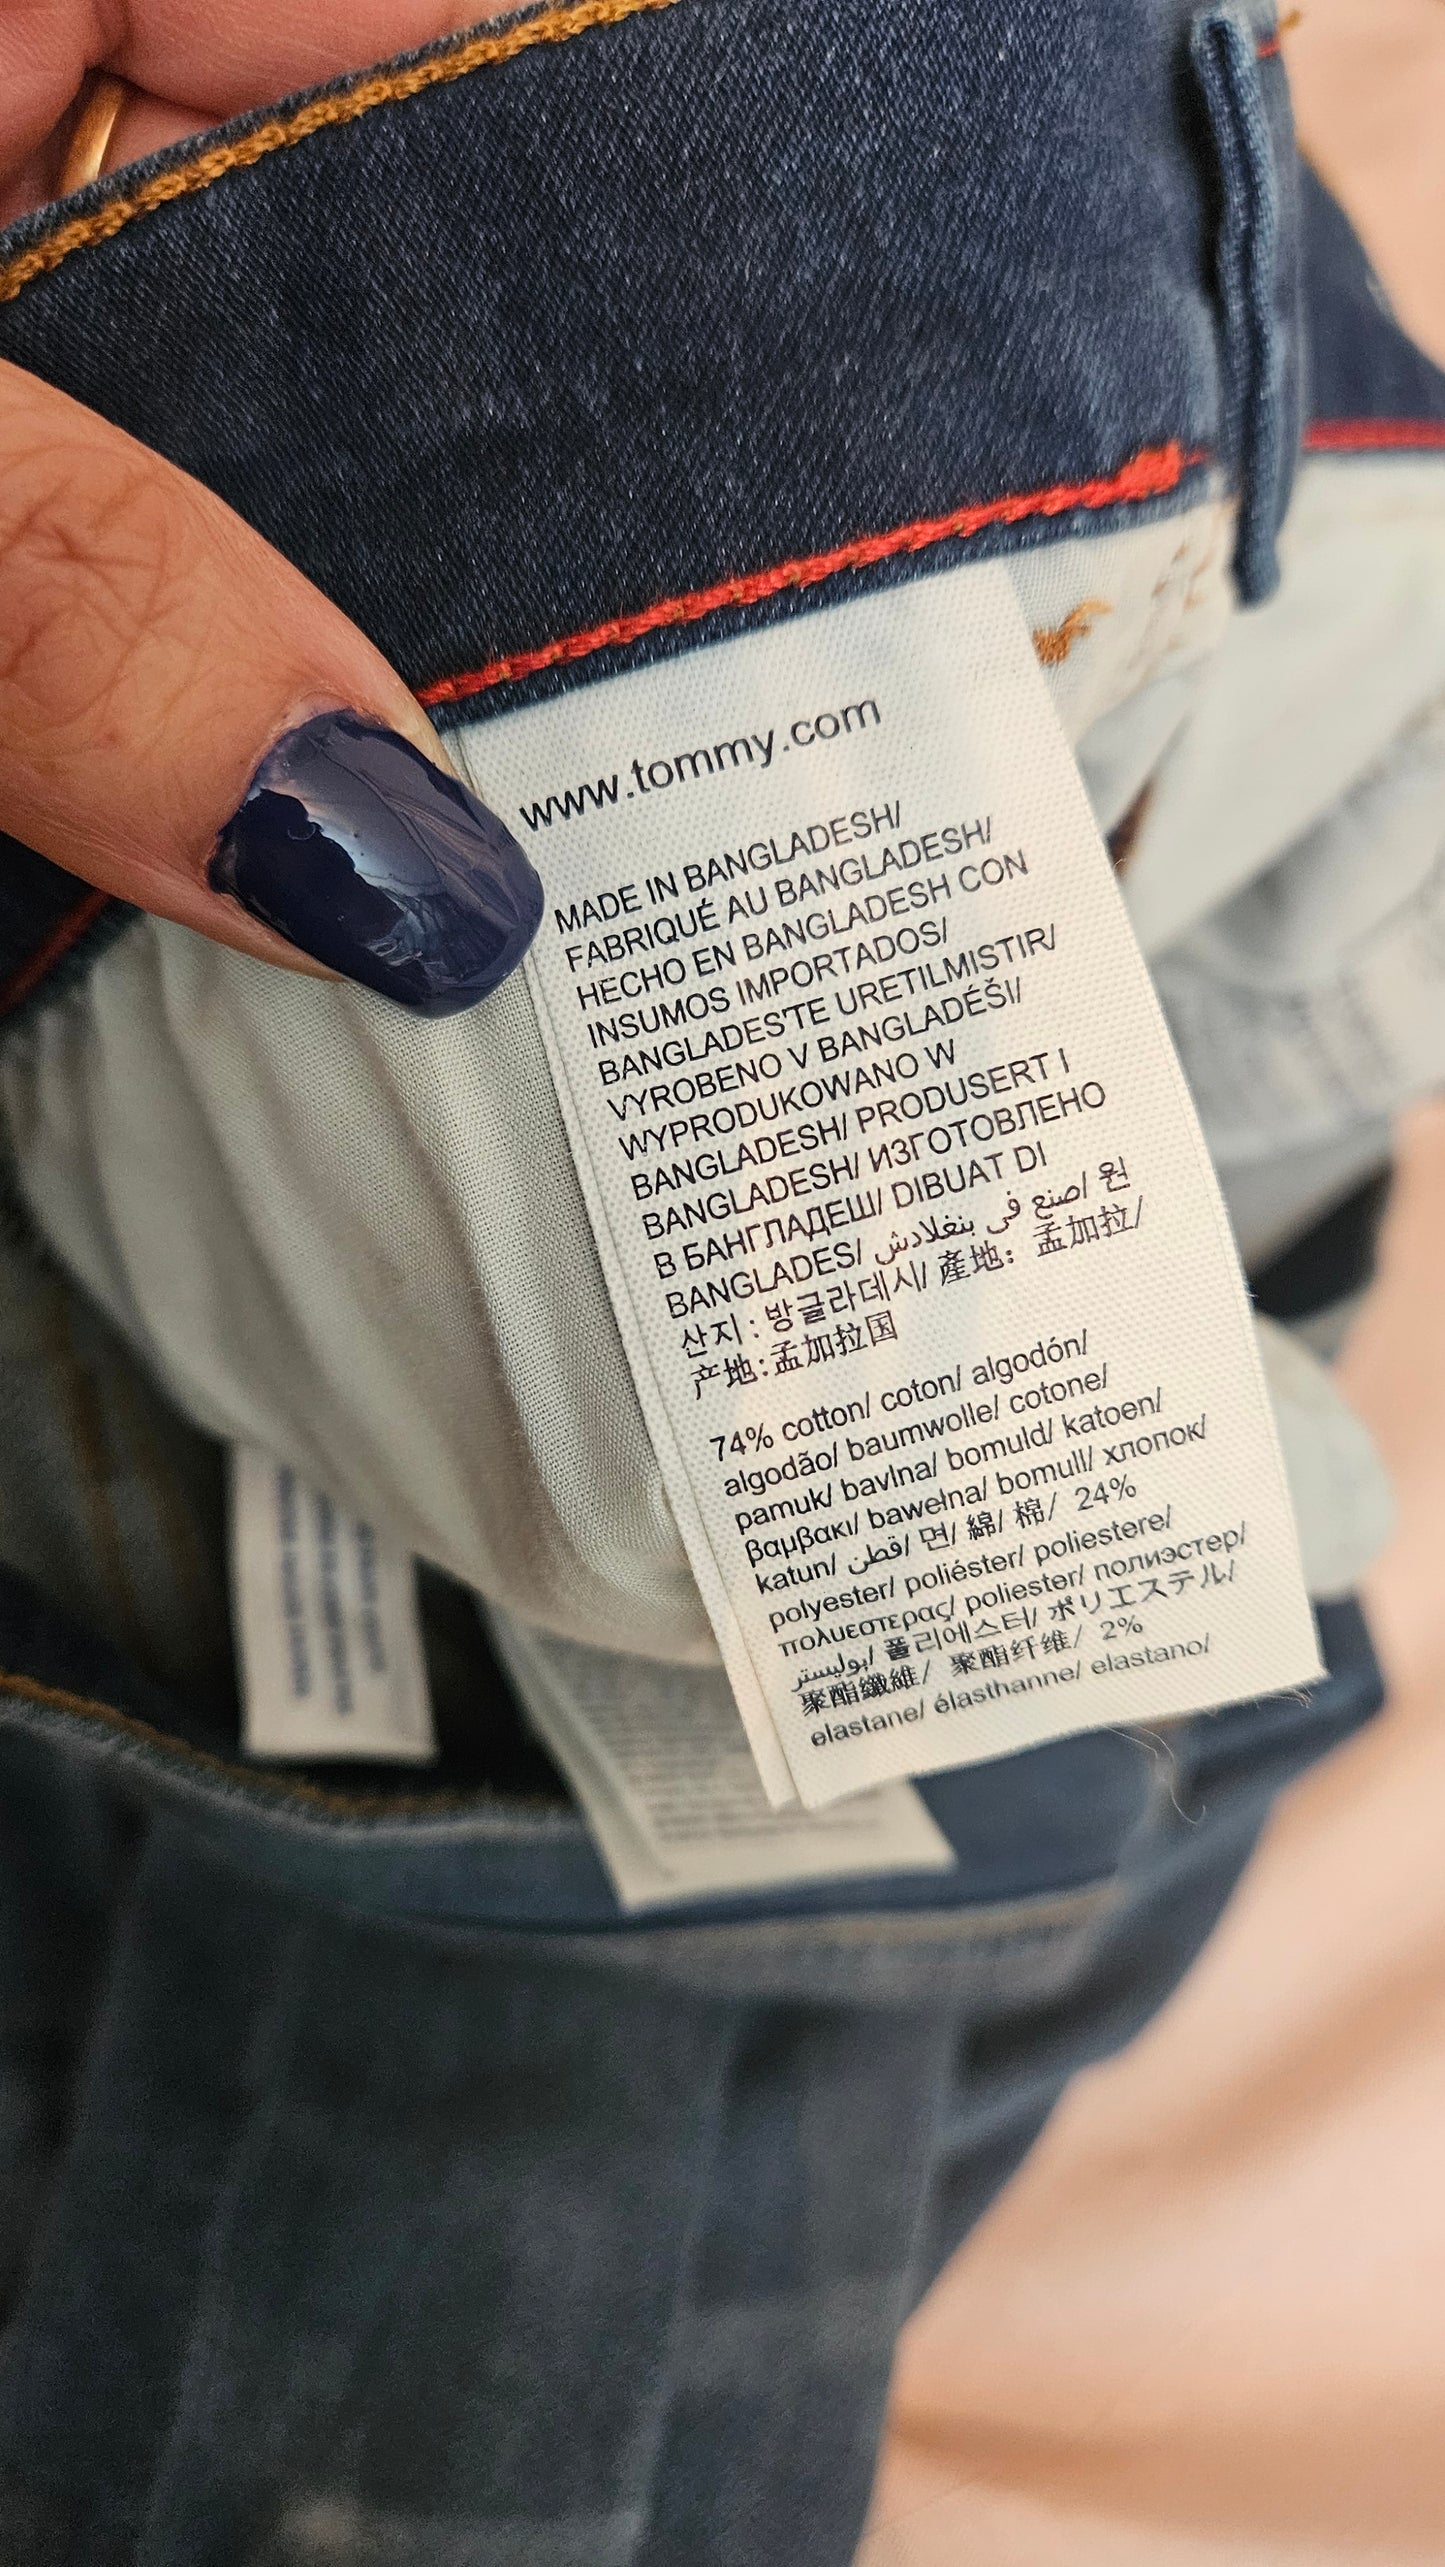 www.tommy.com
MADE IN BANGLADESH/
FABRIQUÉ AU BANGLADESH/
HECHO EN BANGLADESH CON
INSUMOS IMPORTADOS/
BANGLADES'TE URETILMISTIR/
VYROBENO V BANGLADÉŠI/
WYPRODUKOWANO W
BANGLADESH/ PRODUSERT I
BANGLADESH/ ИЗГОТОВЛЕНО
В БАНГЛАДЕШ/ DIBUAT DI
BANGLADES/ صنع في بنغلادش/ 원
산지 : 방글라데시/ 產地: 孟加拉/
产地:孟加拉国
74% cotton/ coton/ algodón/
algodão/ baumwolle/ cotone/
pamuk/ bavlna/ bomuld/ katoen/
βαμβακι/ bawełna/ bomull/ хлопок/
katun/ قطن/ 면/ 綿/ 棉/ 24%
polyester/ poliéster/ poliestere/
πολυεστερας/ poliester/ полиэстер/
بوليستر/ 폴리에스터/ ポリエステル/
聚酯纖維/ 聚酯纤维/ 2%
elastane/ élasthanne/ elastano/